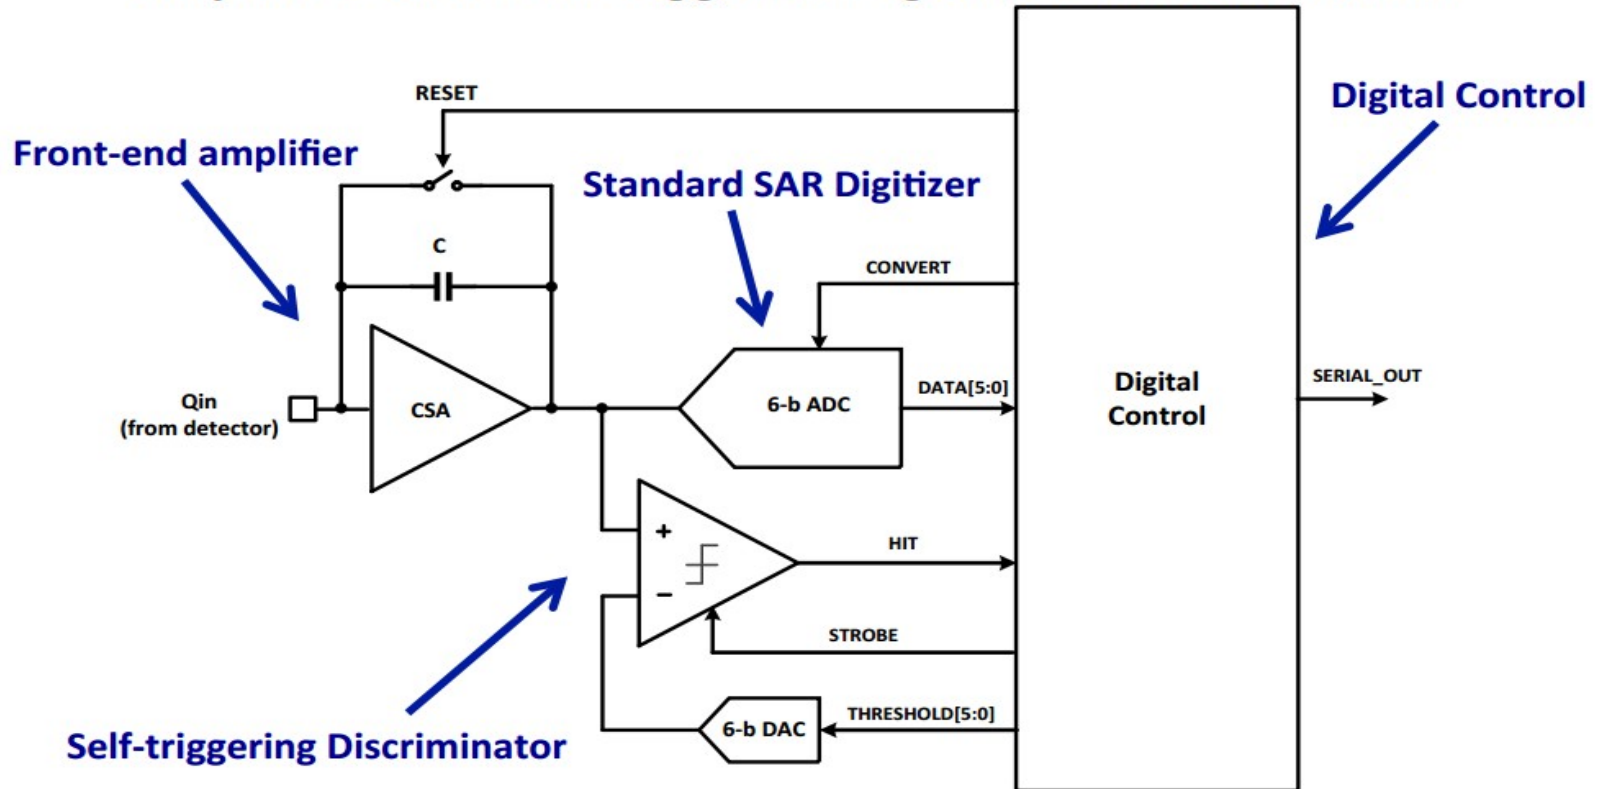 RESET
Digital Control
Front-end amplifier
Standard SAR Digitizer
C
CONVERT
Qin
(from detector)
CSA
6-b ADC
DATA[5:0]
Digital
Control
SERIAL_OUT
+
−
HIT
STROBE
Self-triggering Discriminator
6-b DAC
THRESHOLD[5:0]